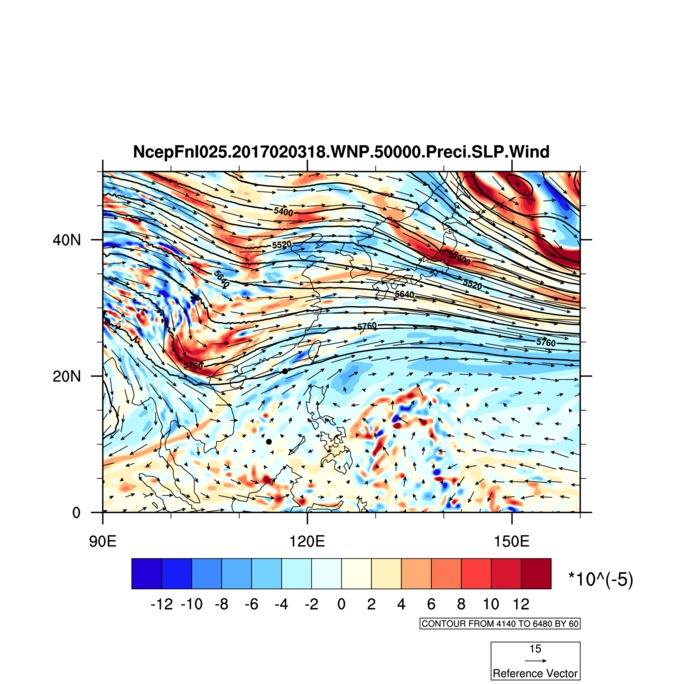 NcepFnl025.2017020318.WNP.50000.Preci.SLP.Wind
5400
40N
5520
5640
5400
5520
5640
5760
5760
5760
20N
0
90E 120E 150E
-12 -10 -8 -6 -4 -2 0 2 4 6 8 10 12
*10^(-5)
CONTOUR FROM 4140 TO 6480 BY 60
15
Reference Vector